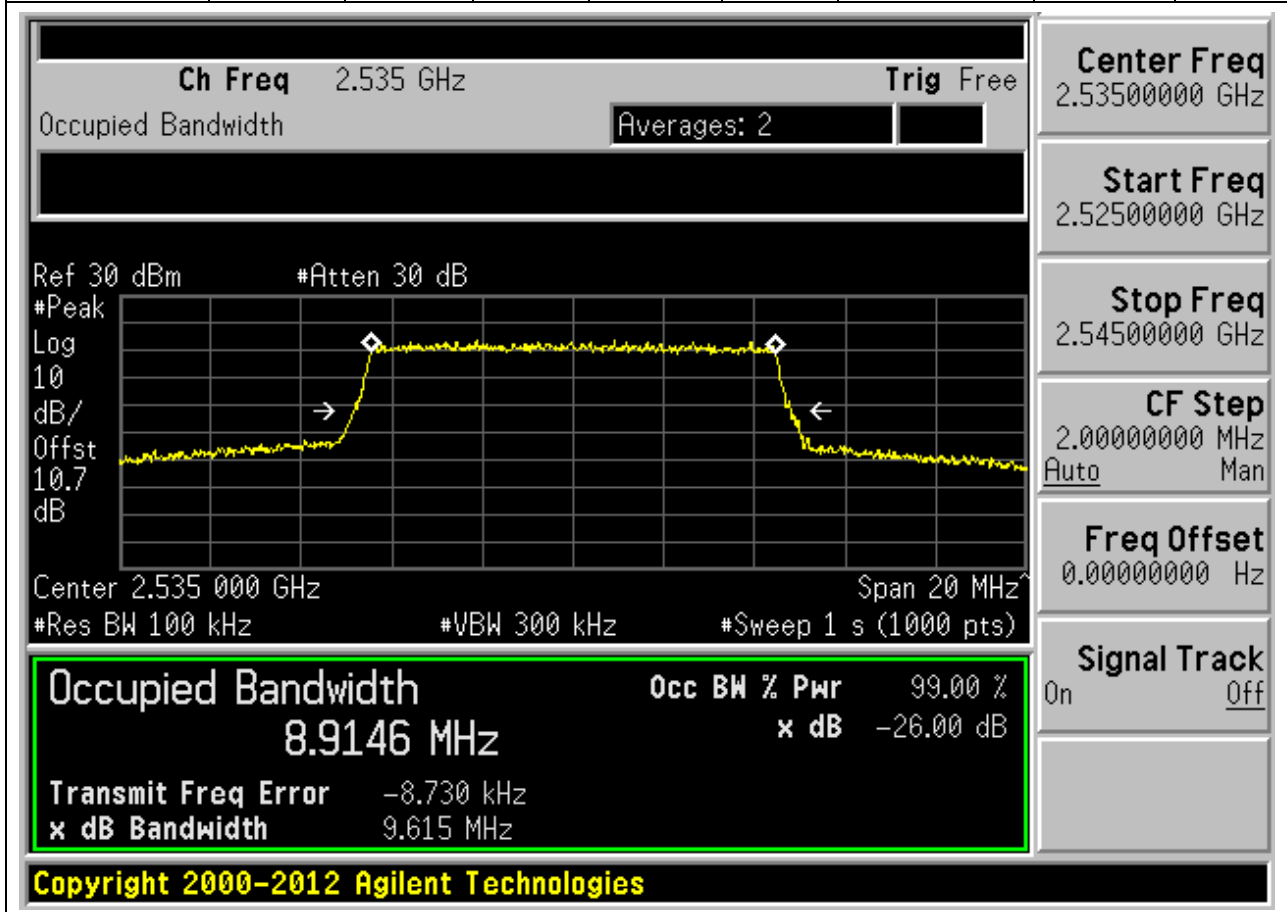 Ch Freq 2.535 GHz Trig Free
Occupied Bandwidth Averages: 2
Ref 30 dBm #Atten 30 dB
#Peak
Log
10
dB/
Offst
10.7
dB
Center 2.535 000 GHz Span 20 MHz^
#Res BW 100 kHz #VBW 300 kHz #Sweep 1 s (1000 pts)
Occupied Bandwidth
8.9146 MHz
Occ BW % Pwr 99.00 %
x dB -26.00 dB
Transmit Freq Error -8.730 kHz
x dB Bandwidth 9.615 MHz
Copyright 2000-2012 Agilent Technologies
Center Freq
2.53500000 GHz
Start Freq
2.52500000 GHz
Stop Freq
2.54500000 GHz
CF Step
2.00000000 MHz
Auto Man
Freq Offset
0.00000000 Hz
Signal Track
On Off